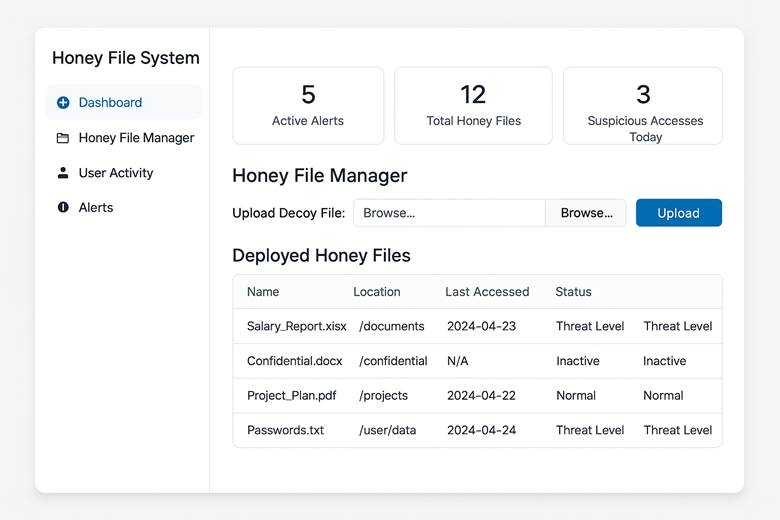 Honey File System
Dashboard
Honey File Manager
User Activity
Alerts
5
Active Alerts
12
Total Honey Files
3
Suspicious Accesses
Today
Honey File Manager
Upload Decoy File: Browse... Browse... Upload
Deployed Honey Files
Name Location Last Accessed Status
Salary_Report.xisx /documents 2024-04-23 Threat Level Threat Level
Confidential.docx /confidential N/A Inactive Inactive
Project_Plan.pdf /projects 2024-04-22 Normal Normal
Passwords.txt /user/data 2024-04-24 Threat Level Threat Level